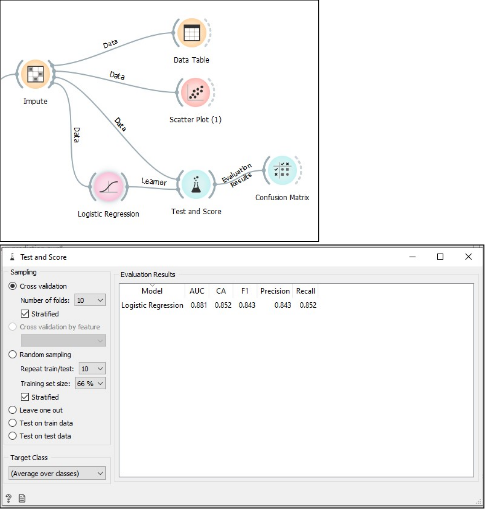 Data
Data Table
Data
Impute
Scatter Plot (1)
Data
Data
Learner
Evaluation Results
Logistic Regression
Test and Score
Confusion Matrix
Test and Score
Sampling
Cross validation
Number of folds: 10
Stratified
Cross validation by feature
Random sampling
Repeat train/test: 10
Training set size: 66 %
Stratified
Leave one out
Test on train data
Test on test data
Target Class
(Average over classes)
Evaluation Results
Model AUC CA F1 Precision Recall
Logistic Regression 0.881 0.852 0.843 0.843 0.852
?